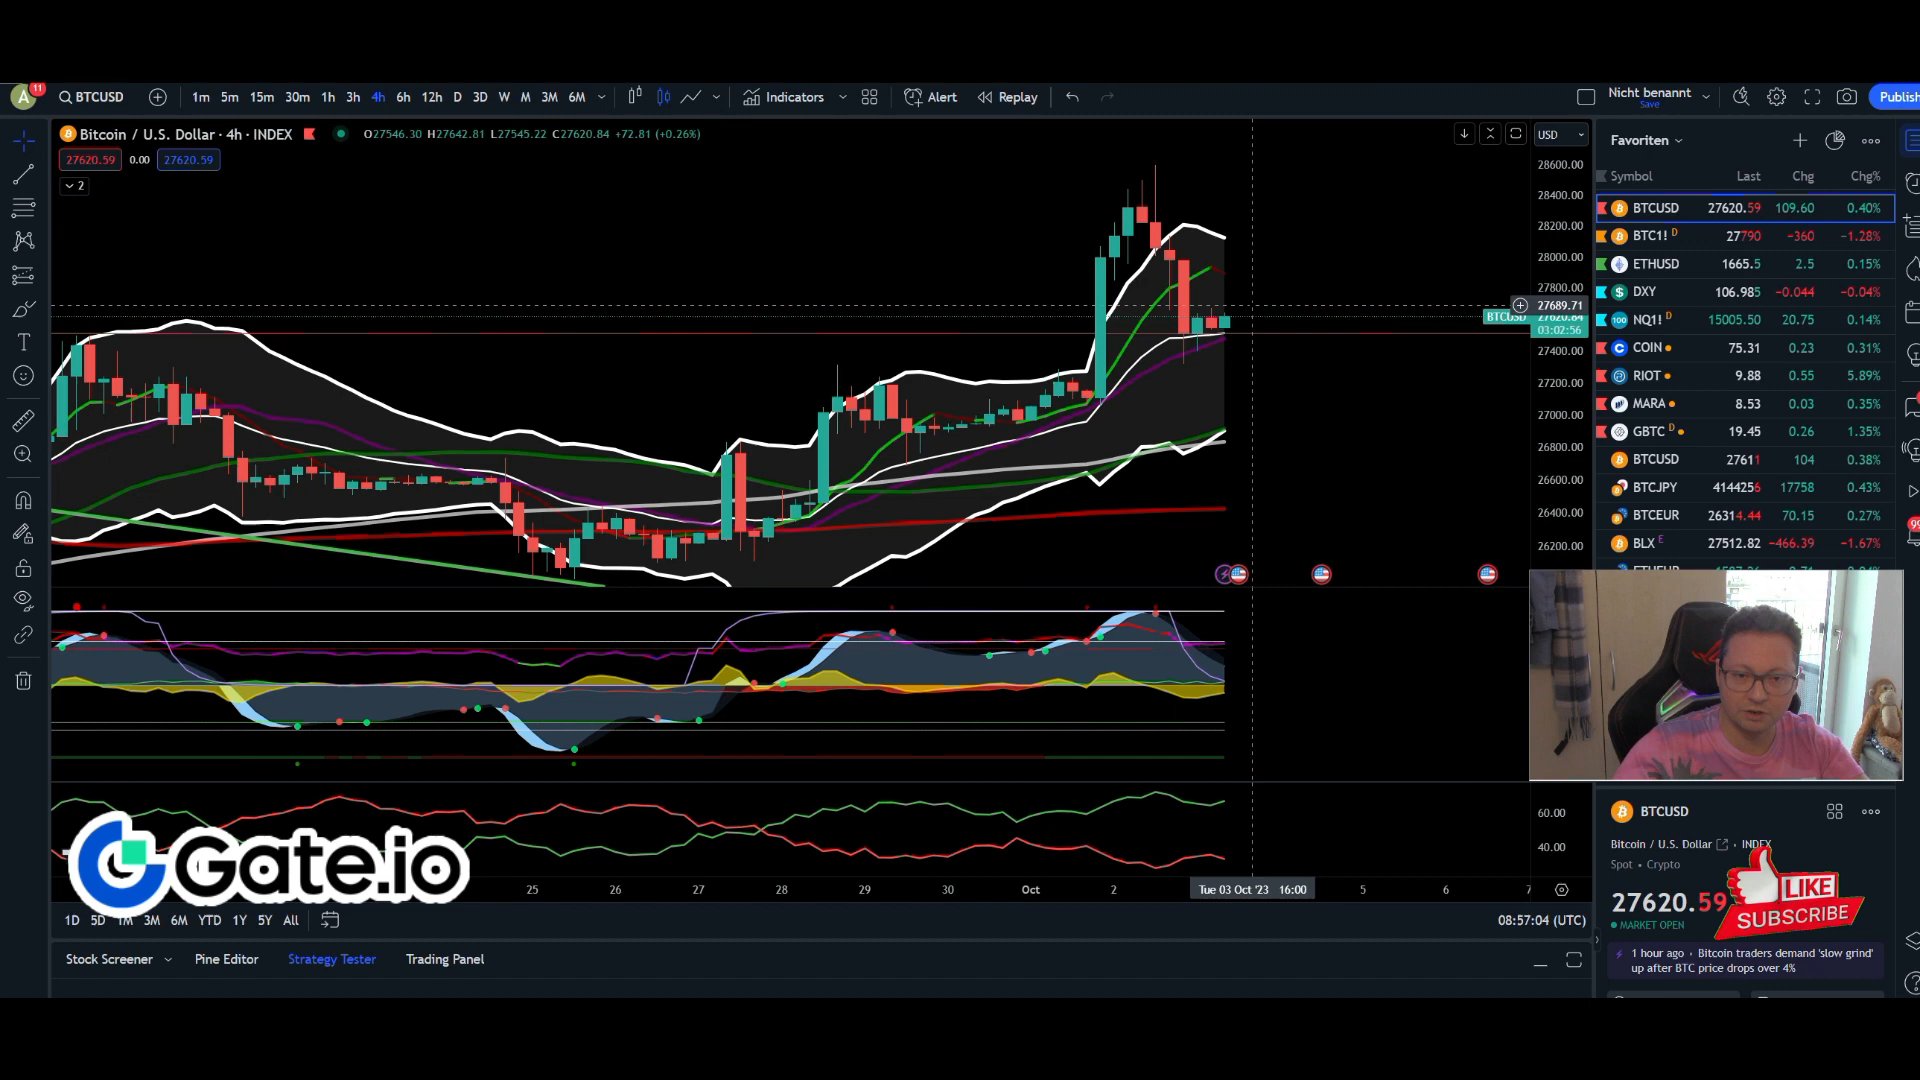 A 11 BTCUSD 1m 5m 15m 30m 1h 3h 4h 6h 12h D 3D W M 3M 6M Indicators Alert Replay Nicht benannt Save Publish
Bitcoin / U.S. Dollar · 4h · INDEX O27546.30 H27642.81 L27545.22 C27620.84 +72.81 (+0.26%)
27620.59 0.00 27620.59
2
USD
28600.00
28400.00
28200.00
28000.00
27800.00
27689.71
BTCUSD 27620.84
03:02:56
27400.00
27200.00
27000.00
26800.00
26600.00
26400.00
26200.00
60.00
40.00
Favoriten
Symbol Last Chg Chg%
BTCUSD 27620.59 109.60 0.40%
BTC1! D 27790 −360 −1.28%
ETHUSD 1665.5 2.5 0.15%
DXY 106.985 −0.044 −0.04%
NQ1! D 15005.50 20.75 0.14%
COIN 75.31 0.23 0.31%
RIOT 9.88 0.55 5.89%
MARA 8.53 0.03 0.35%
GBTC D 19.45 0.26 1.35%
BTCUSD 27611 104 0.38%
BTCJPY 4144256 17758 0.43%
BTCEUR 26314.44 70.15 0.27%
BLX E 27512.82 −466.39 −1.67%
Gate.io
25 26 27 28 29 30 Oct 2 Tue 03 Oct '23 16:00 5 6 7
1D 5D 1M 3M 6M YTD 1Y 5Y All 08:57:04 (UTC)
Stock Screener Pine Editor Strategy Tester Trading Panel
BTCUSD
Bitcoin / U.S. Dollar INDEX
Spot • Crypto
27620.59
MARKET OPEN
LIKE
SUBSCRIBE
1 hour ago • Bitcoin traders demand 'slow grind'
up after BTC price drops over 4%